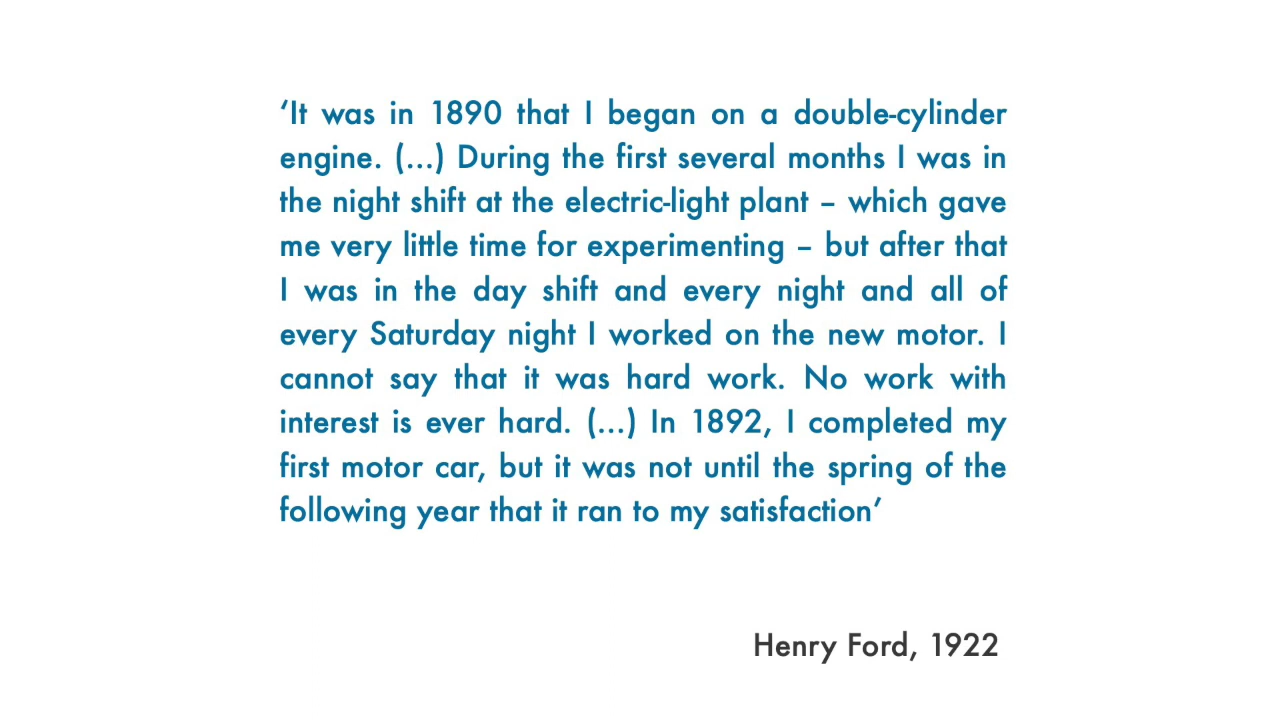 ‘It was in 1890 that I began on a double-cylinder
engine. (...) During the first several months I was in
the night shift at the electric-light plant – which gave
me very little time for experimenting – but after that
I was in the day shift and every night and all of
every Saturday night I worked on the new motor. I
cannot say that it was hard work. No work with
interest is ever hard. (...) In 1892, I completed my
first motor car, but it was not until the spring of the
following year that it ran to my satisfaction’
Henry Ford, 1922